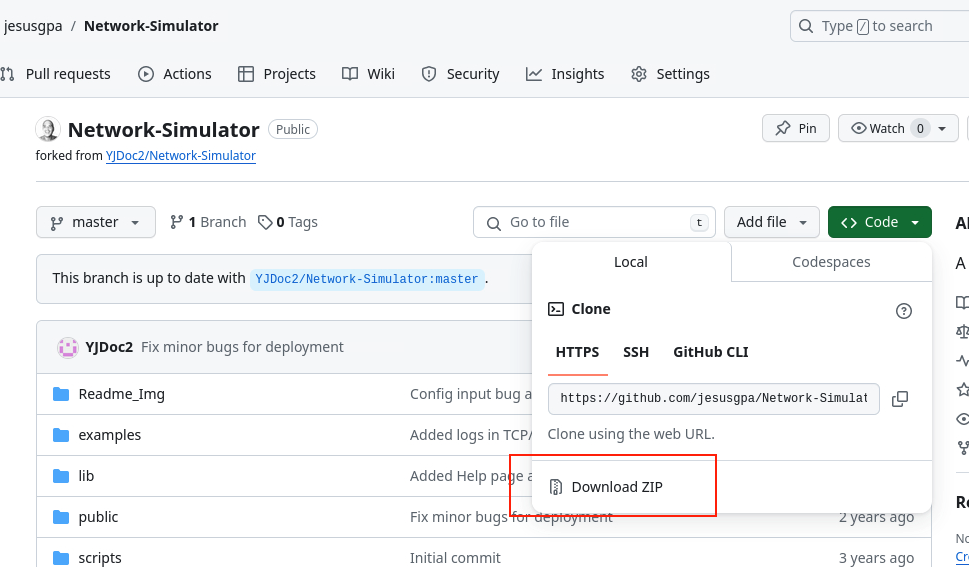 jesusgpa / Network-Simulator
Type / to search
Pull requests Actions Projects Wiki Security Insights Settings
Network-Simulator Public
Pin
Watch 0
forked from YJDoc2/Network-Simulator
master
1 Branch
0 Tags
Go to file t
Add file
Code
This branch is up to date with YJDoc2/Network-Simulator:master.
Local
Codespaces
Clone
HTTPS SSH GitHub CLI
https://github.com/jesusgpa/Network-Simulat
Clone using the web URL.
Download ZIP
YJDoc2 Fix minor bugs for deployment
Readme_Img Config input bug a
examples Added logs in TCP/
lib Added Help page a
public Fix minor bugs for deployment 2 years ago
scripts Initial commit 3 years ago
A
Re
No
Cr